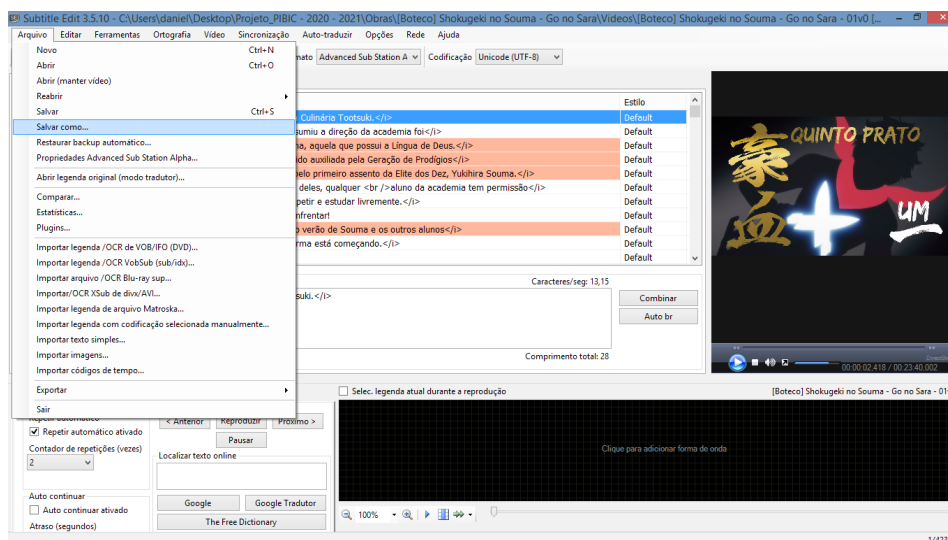 Subtitle Edit 3.5.10 - C:\Users\daniel\Desktop\Projeto_PIBIC - 2020 - 2021\Obras\[Boteco] Shokugeki no Souma - Go no Sara\Videos\[Boteco] Shokugeki no Souma - Go no Sara - 01v0 [...
Arquivo Editar Ferramentas Ortografia Vídeo Sincronização Auto-traduzir Opções Rede Ajuda
Novo Ctrl+N
Abrir Ctrl+O
Abrir (manter vídeo)
Reabrir
Salvar Ctrl+S
Salvar como...
Restaurar backup automático...
Propriedades Advanced Sub Station Alpha...
Abrir legenda original (modo tradutor)...
Comparar...
Estatísticas...
Plugins...
Importar legenda /OCR de VOB/IFO (DVD)...
Importar legenda /OCR VobSub (sub/idx)...
Importar arquivo /OCR Blu-ray sup...
Importar/OCR XSub de divx/AVI...
Importar legenda de arquivo Matroska...
Importar legenda com codificação selecionada manualmente...
Importar texto simples...
Importar imagens...
Importar códigos de tempo...
Exportar
Sair
mato Advanced Sub Station A Codificação Unicode (UTF-8)
Estilo
Culinária Tootsuki.</i> Default
sumiu a direção da academia foi</i> Default
na, aquela que possui a Língua de Deus.</i> Default
ido auxiliada pela Geração de Prodígios</i> Default
pelo primeiro assento da Elite dos Dez, Yukihira Souma.</i> Default
deles, qualquer <br />aluno da academia tem permissão</i> Default
petir e estudar livremente.</i> Default
nfrentar! Default
o verão de Souma e os outros alunos</i> Default
rma está começando.</i> Default
Default
Caracteres/seg: 13,15
suki.</i>
Combinar
Auto br
Comprimento total: 28
QUINTO PRATO
豪
血
+
UM
00:00:02,418 / 00:23:40,002
Selec. legenda atual durante a reprodução
[Boteco] Shokugeki no Souma - Go no Sara - 01
Repetir automático
Repetir automático ativado
Contador de repetições (vezes)
2
< Anterior Reproduzir Próximo >
Pausar
Localizar texto online
Google Google Tradutor
The Free Dictionary
Auto continuar
Auto continuar ativado
Atraso (segundos)
Clique para adicionar forma de onda
100%
1/423